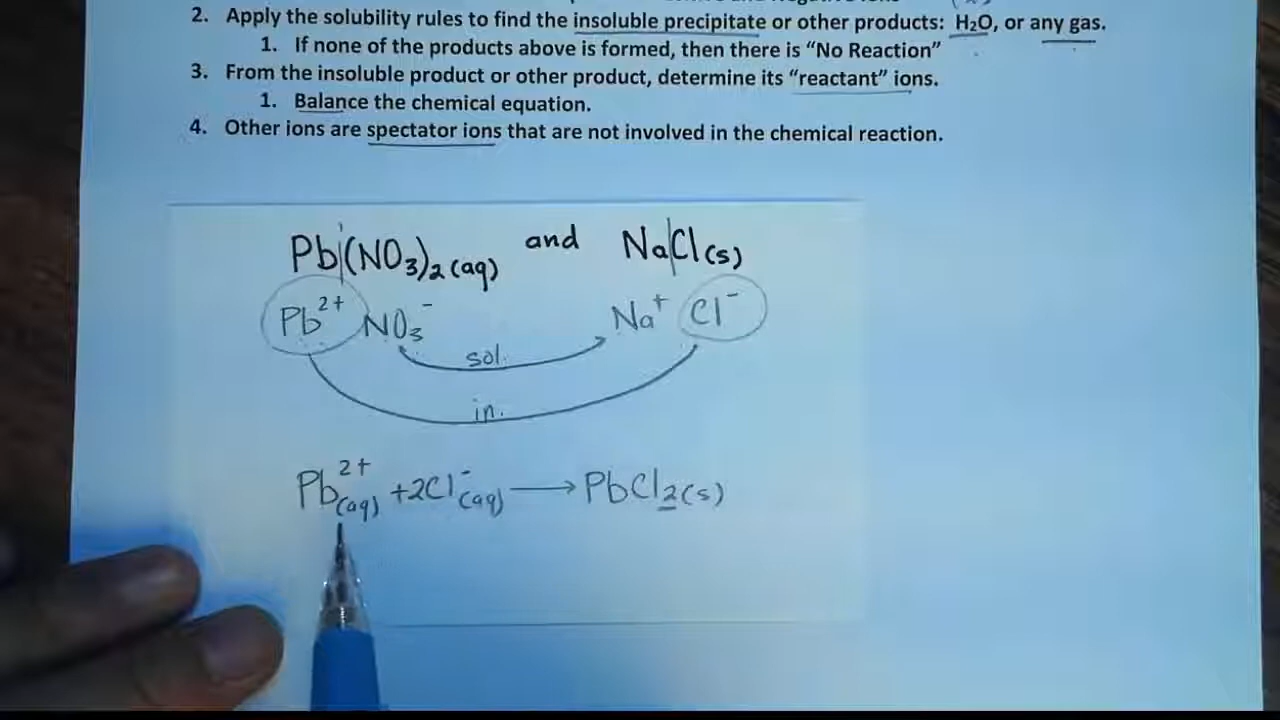 2. Apply the solubility rules to find the insoluble precipitate or other products: H₂O, or any gas.
1. If none of the products above is formed, then there is “No Reaction”
3. From the insoluble product or other product, determine its “reactant” ions.
1. Balance the chemical equation.
4. Other ions are spectator ions that are not involved in the chemical reaction.
Pb(NO₃)₂(aq) and NaCl(s)
Pb²⁺ NO₃⁻ Na⁺ Cl⁻
sol.
in.
Pb²⁺(aq) + 2Cl⁻(aq) → PbCl₂(s)